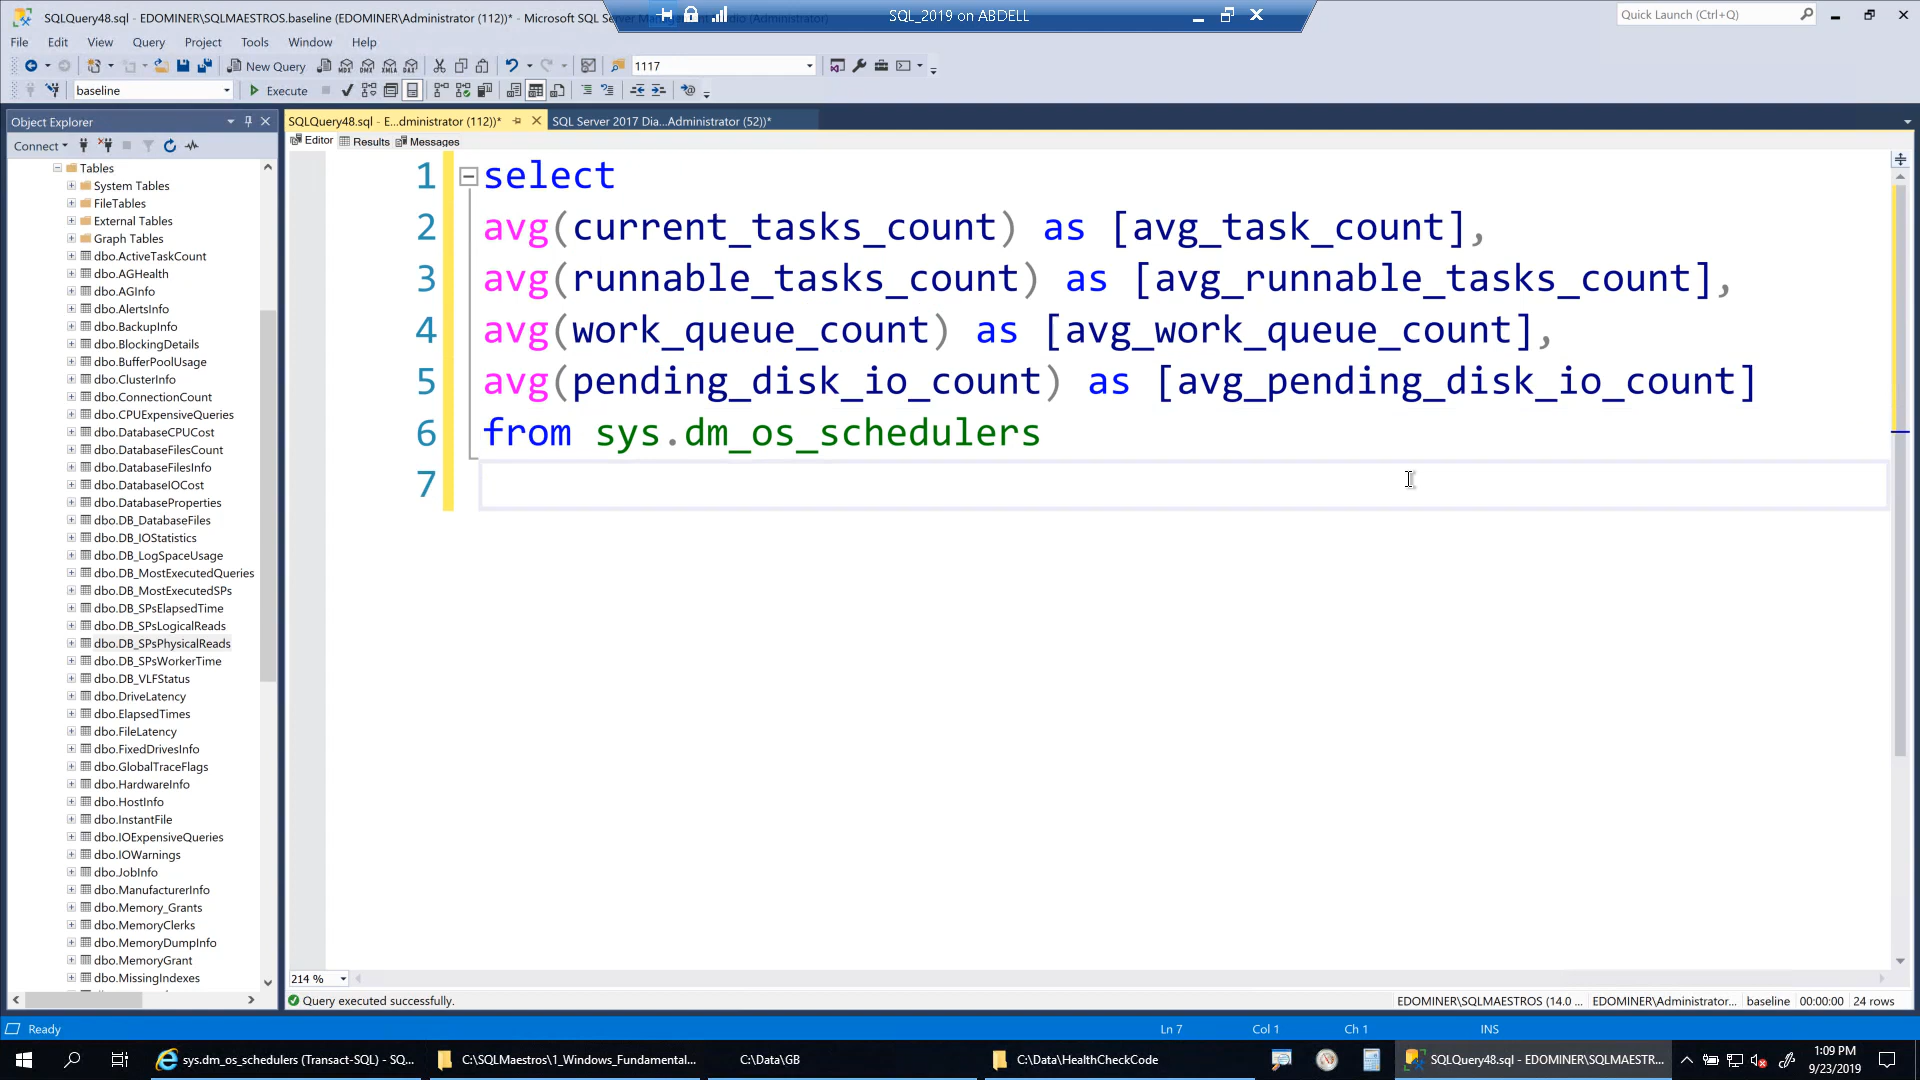 SQLQuery48.sql - EDOMINER\SQLMAESTROS.baseline (EDOMINER\Administrator (112))* - Microsoft SQL Server
SQL_2019 on ABDELL
Quick Launch (Ctrl+Q)
File Edit View Query Project Tools Window Help
New Query
1117
baseline
Execute
Object Explorer
SQLQuery48.sql - E...dministrator (112))*
SQL Server 2017 Dia...Administrator (52))*
Connect
Editor Results Messages
Tables
System Tables
FileTables
External Tables
Graph Tables
dbo.ActiveTaskCount
dbo.AGHealth
dbo.AGInfo
dbo.AlertsInfo
dbo.BackupInfo
dbo.BlockingDetails
dbo.BufferPoolUsage
dbo.ClusterInfo
dbo.ConnectionCount
dbo.CPUExpensiveQueries
dbo.DatabaseCPUCost
dbo.DatabaseFilesCount
dbo.DatabaseFilesInfo
dbo.DatabaseIOCost
dbo.DatabaseProperties
dbo.DB_DatabaseFiles
dbo.DB_IOStatistics
dbo.DB_LogSpaceUsage
dbo.DB_MostExecutedQueries
dbo.DB_MostExecutedSPs
dbo.DB_SPsElapsedTime
dbo.DB_SPsLogicalReads
dbo.DB_SPsPhysicalReads
dbo.DB_SPsWorkerTime
dbo.DB_VLFStatus
dbo.DriveLatency
dbo.ElapsedTimes
dbo.FileLatency
dbo.FixedDrivesInfo
dbo.GlobalTraceFlags
dbo.HardwareInfo
dbo.HostInfo
dbo.InstantFile
dbo.IOExpensiveQueries
dbo.IOWarnings
dbo.JobInfo
dbo.ManufacturerInfo
dbo.Memory_Grants
dbo.MemoryClerks
dbo.MemoryDumpInfo
dbo.MemoryGrant
dbo.MissingIndexes
1 select
2 avg(current_tasks_count) as [avg_task_count],
3 avg(runnable_tasks_count) as [avg_runnable_tasks_count],
4 avg(work_queue_count) as [avg_work_queue_count],
5 avg(pending_disk_io_count) as [avg_pending_disk_io_count]
6 from sys.dm_os_schedulers
7
214 %
Query executed successfully.
EDOMINER\SQLMAESTROS (14.0 ...
EDOMINER\Administrator...
baseline
00:00:00
24 rows
Ready
Ln 7
Col 1
Ch 1
INS
sys.dm_os_schedulers (Transact-SQL) - SQ...
C:\SQLMaestros\1_Windows_Fundamental...
C:\Data\GB
C:\Data\HealthCheckCode
SQLQuery48.sql - EDOMINER\SQLMAESTR...
1:09 PM
9/23/2019